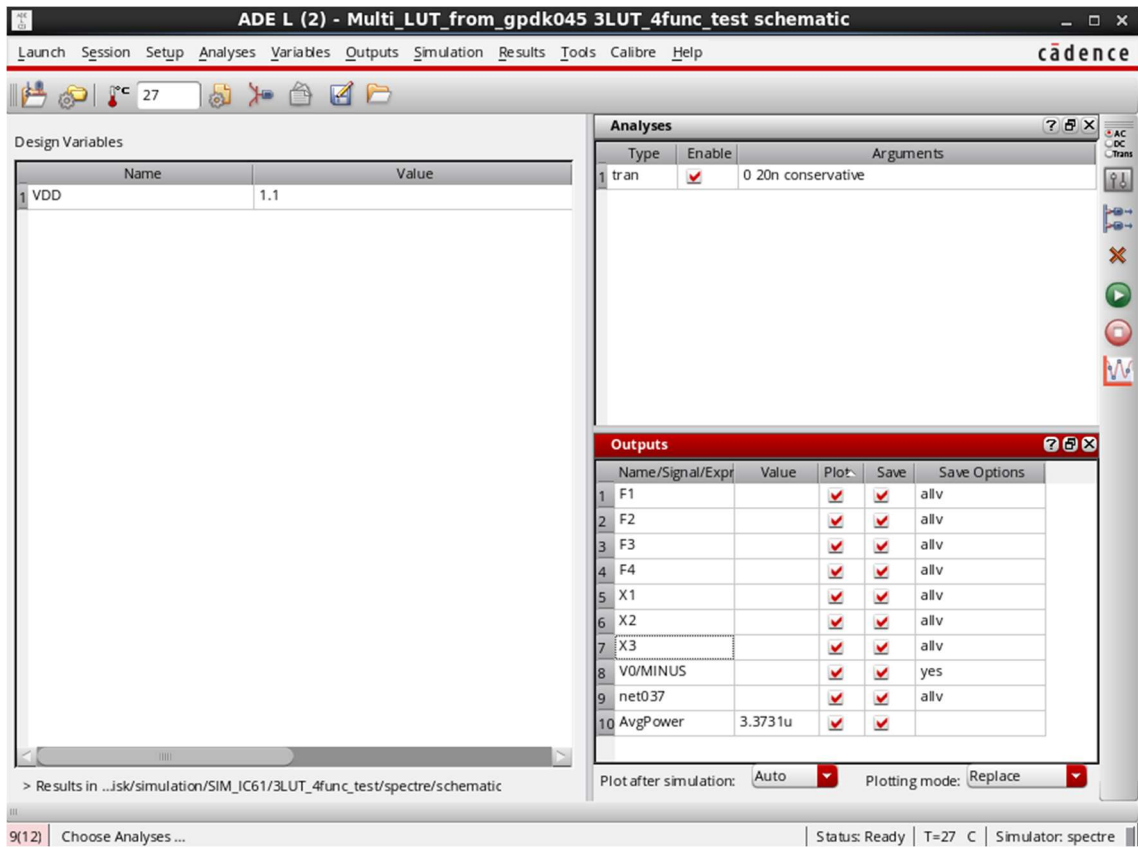 ADE L (2) - Multi_LUT_from_gpdk045 3LUT_4func_test schematic
Launch Session Setup Analyses Variables Outputs Simulation Results Tools Calibre Help
cādence
°C 27
Design Variables
Name Value
1 VDD 1.1
> Results in ...isk/simulation/SIM_IC61/3LUT_4func_test/spectre/schematic
Analyses
Type Enable Arguments
1 tran 0 20n conservative
AC
DC
Trans
Outputs
Name/Signal/Expr Value Plot Save Save Options
1 F1 allv
2 F2 allv
3 F3 allv
4 F4 allv
5 X1 allv
6 X2 allv
7 X3 allv
8 V0/MINUS yes
9 net037 allv
10 AvgPower 3.3731u
Plot after simulation: Auto Plotting mode: Replace
9(12) Choose Analyses ... Status: Ready T=27 C Simulator: spectre